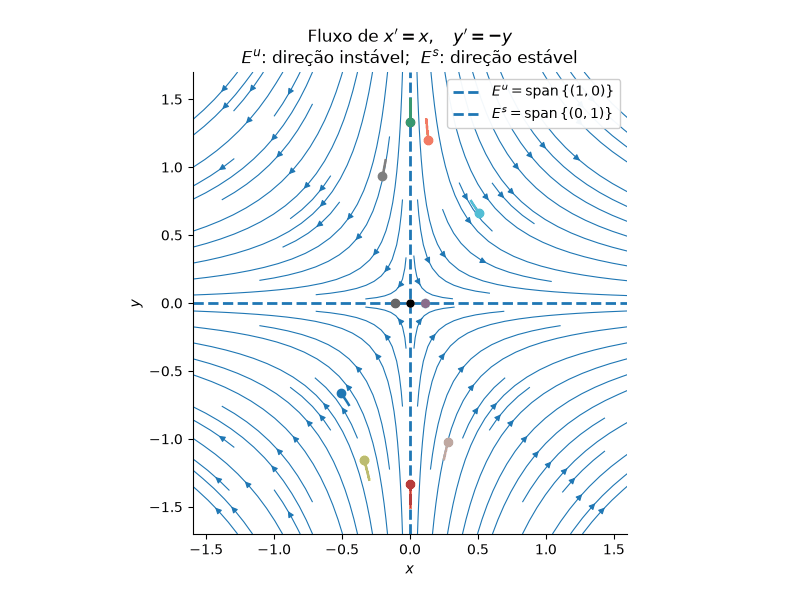 Fluxo de x′ = x,    y′ = −y
Eᵘ: direção instável;  Eˢ: direção estável
Eᵘ = span {(1, 0)}
Eˢ = span {(0, 1)}
1.5
1.0
0.5
0.0
−0.5
−1.0
−1.5
y
−1.5 −1.0 −0.5 0.0 0.5 1.0 1.5
x